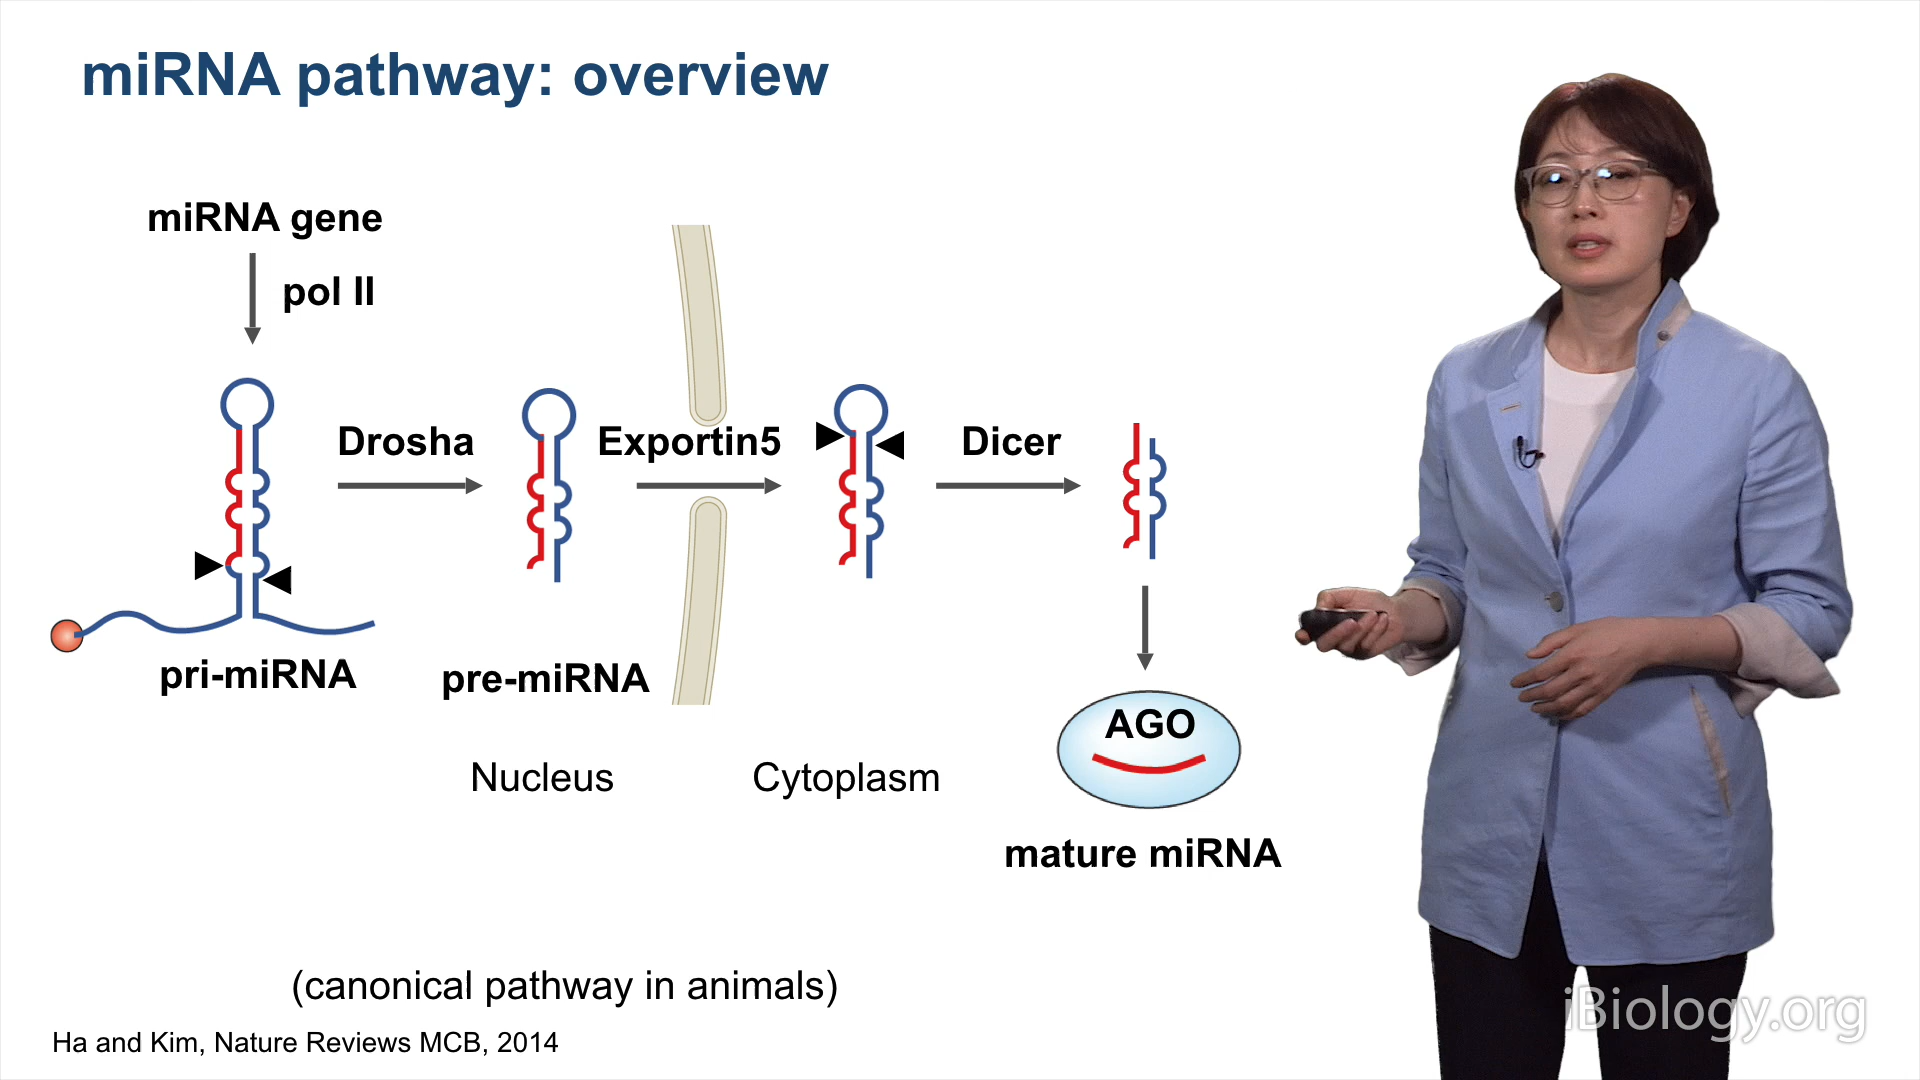 miRNA pathway: overview
miRNA gene
pol II
Drosha
Exportin5
Dicer
pri-miRNA
pre-miRNA
AGO
Nucleus
Cytoplasm
mature miRNA
(canonical pathway in animals)
Ha and Kim, Nature Reviews MCB, 2014
iBiology.org